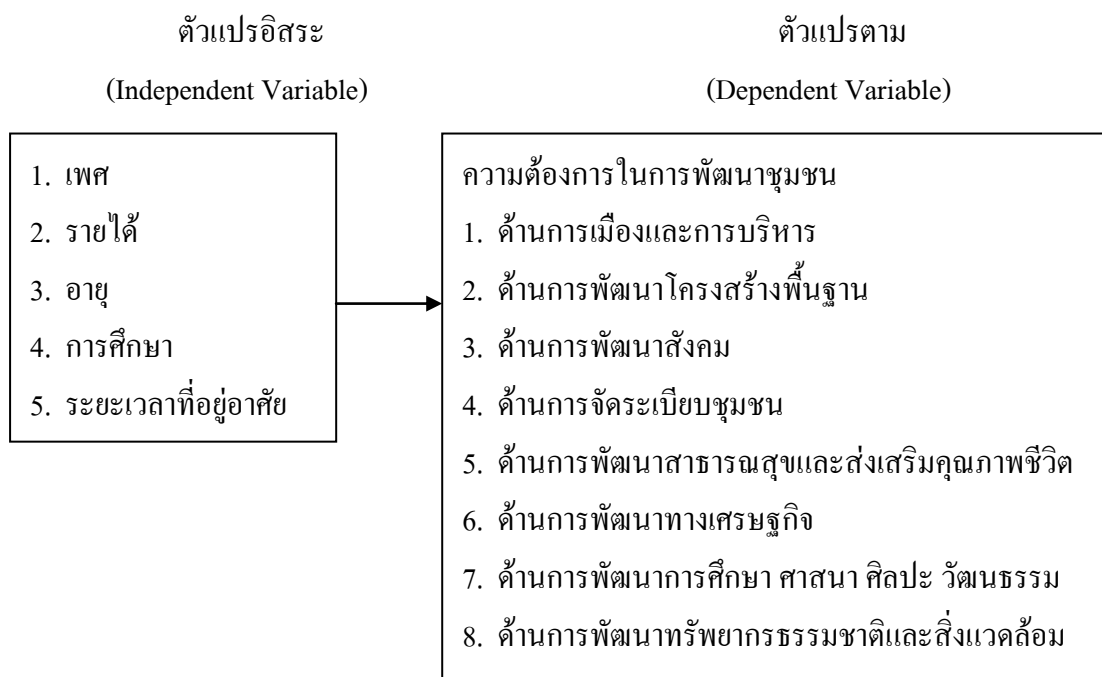 ตัวแปรอิสระ
(Independent Variable)
1. เพศ
2. รายได้
3. อายุ
4. การศึกษา
5. ระยะเวลาที่อยู่อาศัย
ตัวแปรตาม
(Dependent Variable)
ความต้องการในการพัฒนาชุมชน
1. ด้านการเมืองและการบริหาร
2. ด้านการพัฒนาโครงสร้างพื้นฐาน
3. ด้านการพัฒนาสังคม
4. ด้านการจัดระเบียบชุมชน
5. ด้านการพัฒนาสาธารณสุขและส่งเสริมคุณภาพชีวิต
6. ด้านการพัฒนาทางเศรษฐกิจ
7. ด้านการพัฒนาการศึกษา ศาสนา ศิลปะ วัฒนธรรม
8. ด้านการพัฒนาทรัพยากรธรรมชาติและสิ่งแวดล้อม